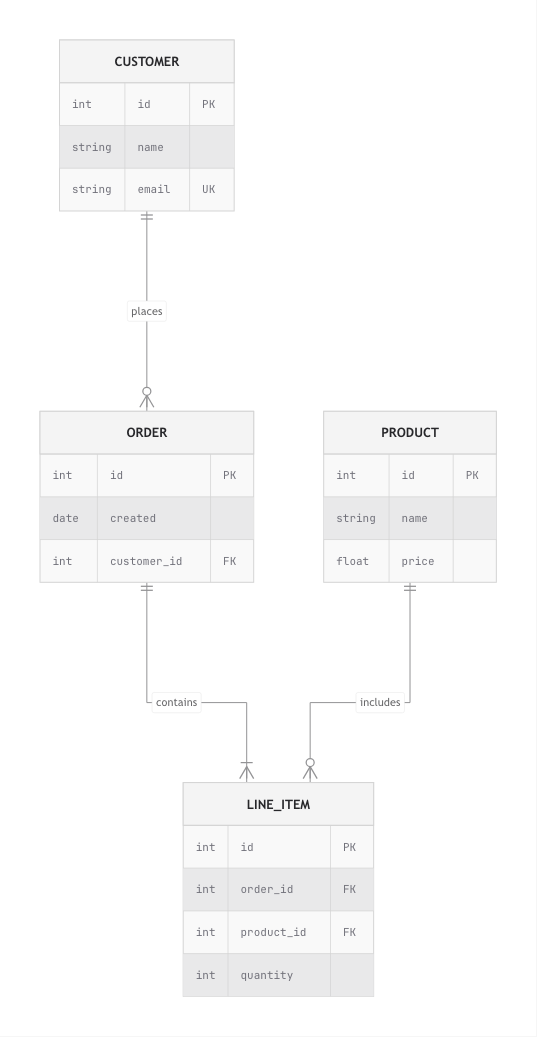 CUSTOMER
int id PK
string name
string email UK
places
ORDER
int id PK
date created
int customer_id FK
PRODUCT
int id PK
string name
float price
contains
includes
LINE_ITEM
int id PK
int order_id FK
int product_id FK
int quantity